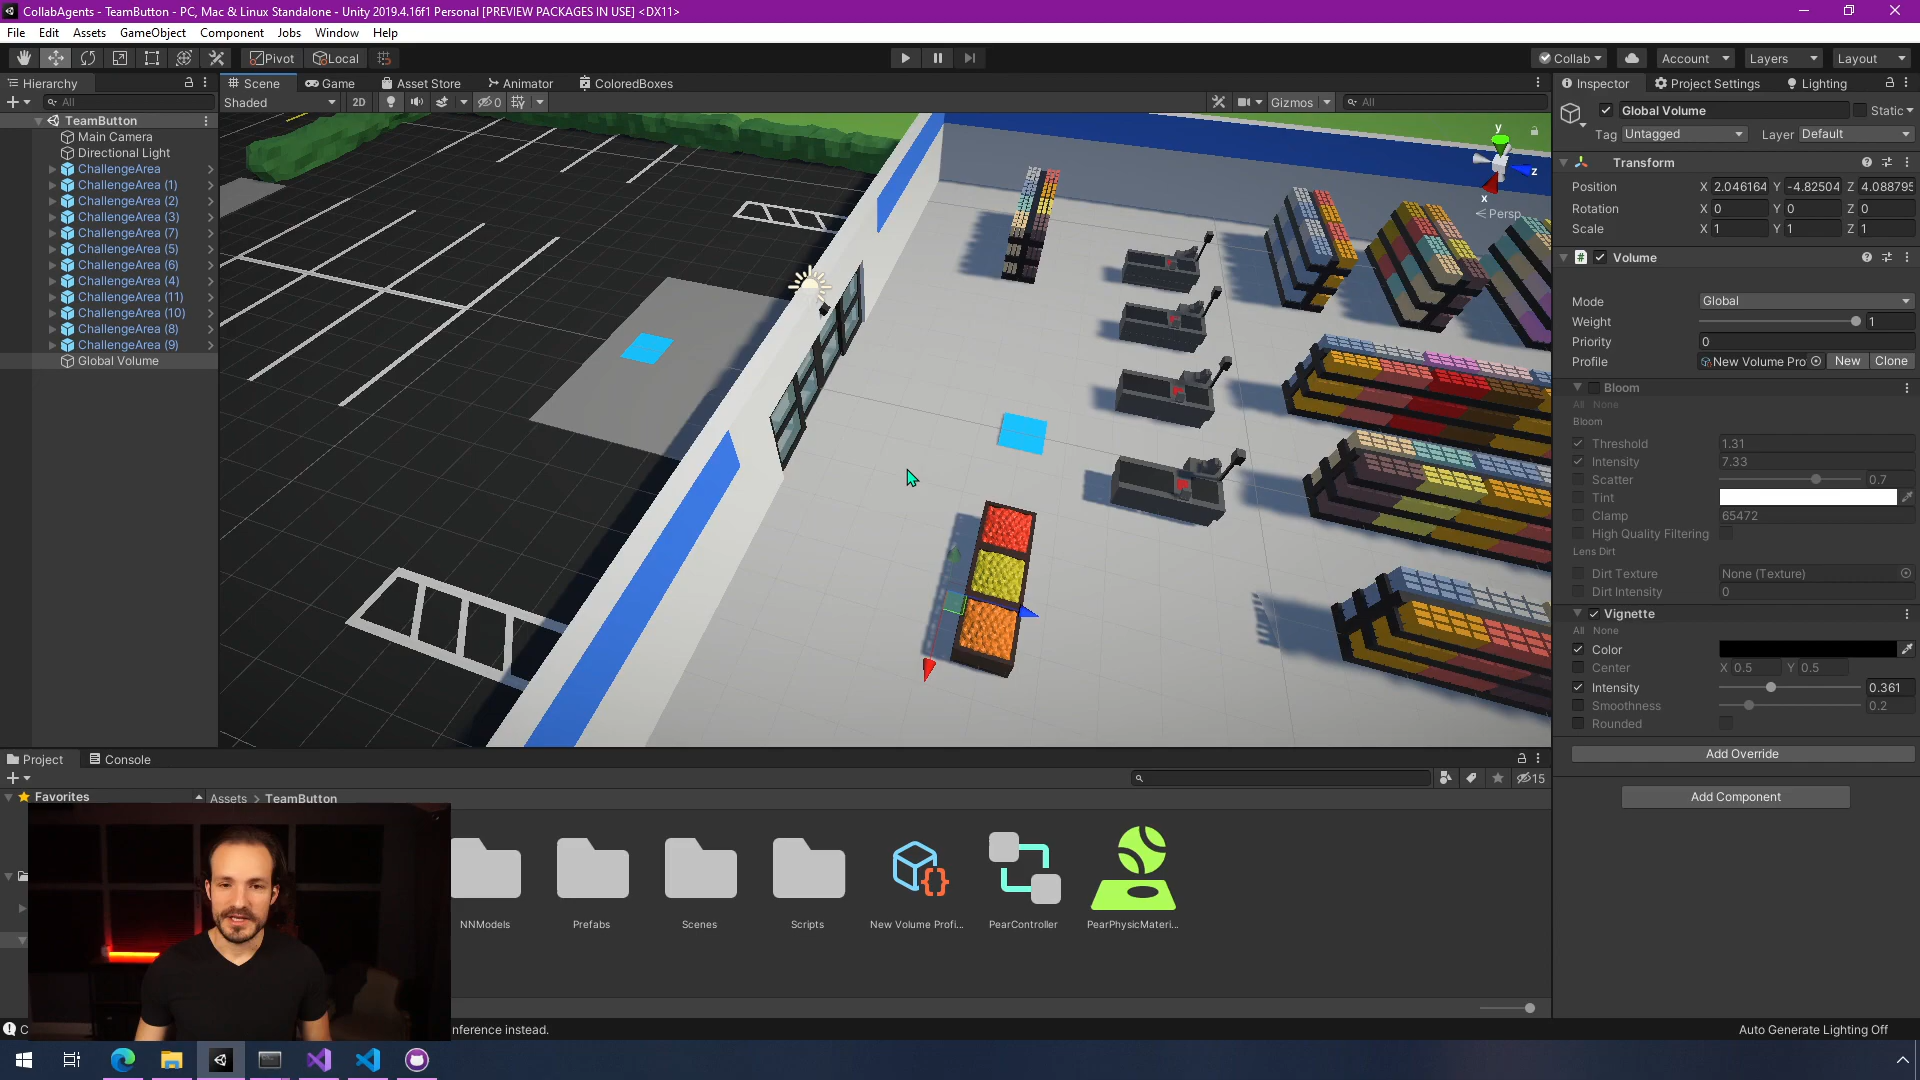 CollabAgents - TeamButton - PC, Mac & Linux Standalone - Unity 2019.4.16f1 Personal [PREVIEW PACKAGES IN USE] <DX11>
File Edit Assets GameObject Component Jobs Window Help
Pivot Local Collab Account Layers Layout
Hierarchy
All
TeamButton
Main Camera
Directional Light
ChallengeArea
ChallengeArea (1)
ChallengeArea (2)
ChallengeArea (3)
ChallengeArea (7)
ChallengeArea (5)
ChallengeArea (6)
ChallengeArea (4)
ChallengeArea (11)
ChallengeArea (10)
ChallengeArea (8)
ChallengeArea (9)
Global Volume
Scene Game Asset Store Animator ColoredBoxes
Shaded 2D 0 Gizmos All
y
z
x
Persp
Inspector Project Settings Lighting
Global Volume Static
Tag Untagged Layer Default
Transform
Position X 2.046164 Y -4.82504 Z 4.088795
Rotation X 0 Y 0 Z 0
Scale X 1 Y 1 Z 1
# Volume
Mode Global
Weight 1
Priority 0
Profile New Volume Pro New Clone
Bloom
All None
Bloom
Threshold 1.31
Intensity 7.33
Scatter 0.7
Tint
Clamp 65472
High Quality Filtering
Lens Dirt
Dirt Texture None (Texture)
Dirt Intensity 0
Vignette
All None
Color
Center X 0.5 Y 0.5
Intensity 0.361
Smoothness 0.2
Rounded
Add Override
Add Component
Project Console
15
Favorites
Assets > TeamButton
NNModels Prefabs Scenes Scripts New Volume Profi... PearController PearPhysicMateri...
C
nference instead.
Auto Generate Lighting Off